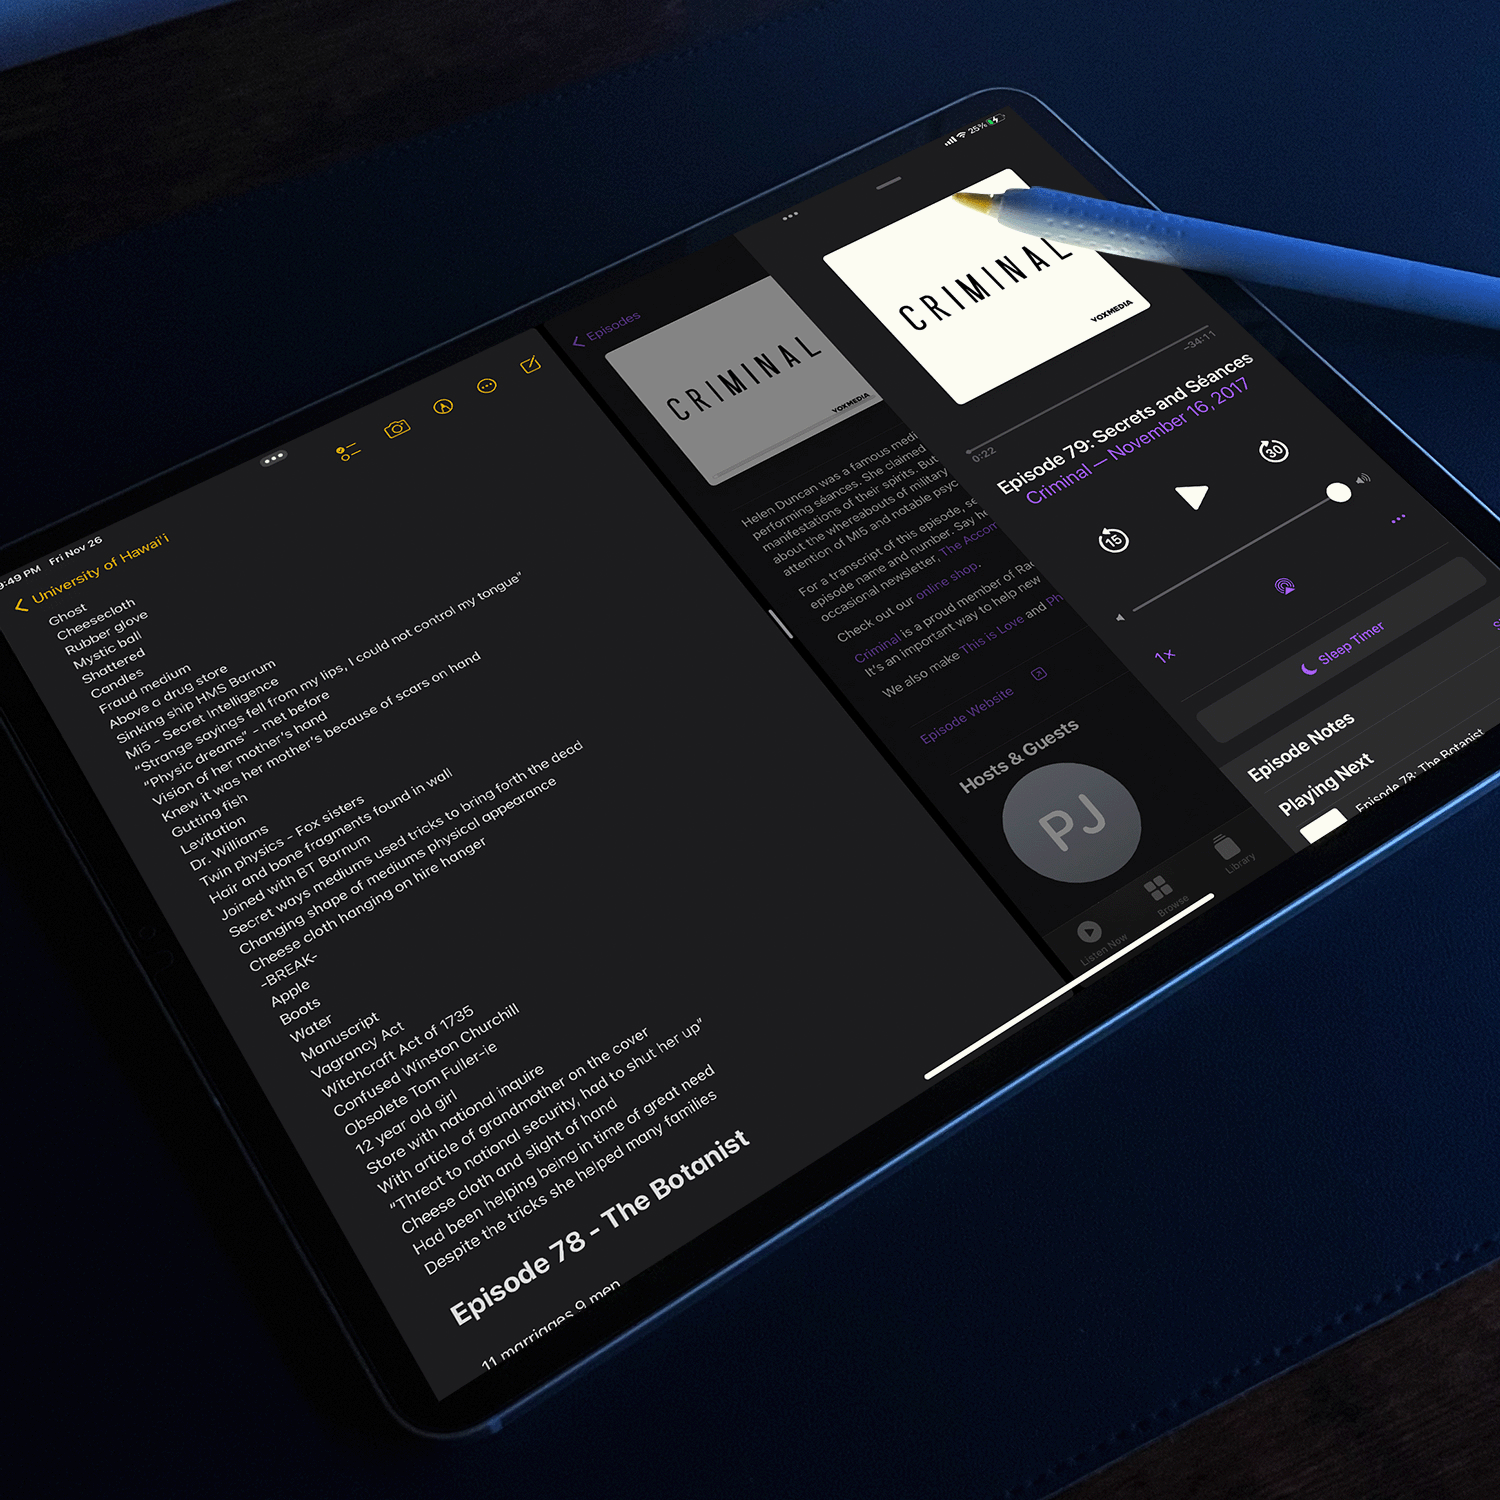 9:49 PM Fri Nov 26
University of Hawai'i
Ghost
Cheesecloth
Rubber glove
Mystic ball
Shattered
Candles
Fraud medium
Above a drug store
Sinking ship HMS Barrum
Mi5 - Secret Intelligence
"Strange sayings fell from my lips, I could not control my tongue"
"Physic dreams" - met before
Vision of her mother's hand
Knew it was her mother's because of scars on hand
Gutting fish
Levitation
Dr. Williams
Twin physics - Fox sisters
Hair and bone fragments found in wall
Joined with BT Barnum
Secret ways mediums used tricks to bring forth the dead
Changing shape of mediums physical appearance
Cheese cloth hanging on hire hanger
-BREAK-
Apple
Boots
Water
Manuscript
Vagrancy Act
Witchcraft Act of 1735
Confused Winston Churchill
Obsolete Tom Fuller-ie
12 year old girl
Store with national inquire
With article of grandmother on the cover
"Threat to national security, had to shut her up"
Cheese cloth and slight of hand
Had been helping being in time of great need
Despite the tricks she helped many families
Episode 78 - The Botanist
11 marriages 9 men
Episodes
CRIMINAL
VOXMEDIA
Helen Duncan was a famous medi
performing séances. She claimed
manifestations of their spirits. But
about the whereabouts of military
attention of MI5 and notable psyc
For a transcript of this episode, se
episode name and number. Say he
occasional newsletter, The Accom
Check out our online shop.
Criminal is a proud member of Rad
It's an important way to help new
We also make This is Love and Ph
Episode Website
Hosts & Guests
PJ
Listen Now
Browse
Library
25%
CRIMINAL
VOXMEDIA
0:22
-34:11
Episode 79: Secrets and Séances
Criminal — November 16, 2017
15
30
1x
Sleep Timer
Episode Notes
Playing Next
Episode 78: The Botanist